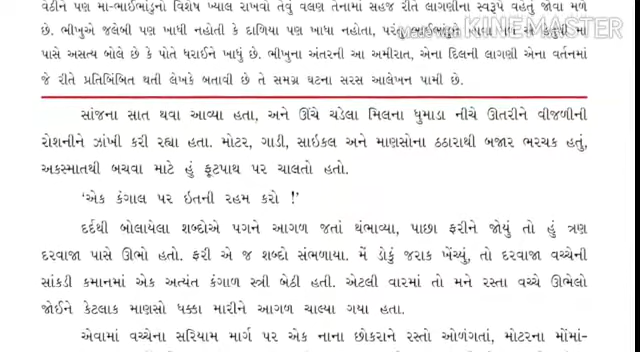 વેઠીને પણ મા-ભાઈભાંડુનો વિશેષ ખ્યાલ રાખવો તેવું વલણ તેનામાં સહજ રીતે લાગણીના સ્વરૂપે વહેતું જોવા મળે
છે. ભીખુએ જલેબી પણ ખાધી નહોતી કે દાળિયા પણ ખાધા નહોતા, પરંતુ
પાસે અસત્ય બોલે છે કે પોતે ધરાઈને ખાધું છે. ભીખુના અંતરની આ અમીરાત, એના દિલની લાગણી એના વર્તનમાં
જે રીતે પ્રતિબિંબિત થતી લેખકે બતાવી છે તે સમગ્ર ઘટના સરસ આલેખન પામી છે.
સાંજના સાત થવા આવ્યા હતા, અને ઊંચે ચડેલા મિલના ધુમાડા નીચે ઊતરીને વીજળીની
રોશનીને ઝાંખી કરી રહ્યા હતા. મોટર, ગાડી, સાઇકલ અને માણસોના ઠઠારાથી બજાર ભરચક હતું,
અકસ્માતથી બચવા માટે હું ફૂટપાથ પર ચાલતો હતો.
‘એક કંગાલ પર ઇતની રહમ કરો !’
દર્દથી બોલાયેલા શબ્દોએ પગને આગળ જતાં થંભાવ્યા, પાછા ફરીને જોયું તો હું ત્રણ
દરવાજા પાસે ઊભો હતો. ફરી એ જ શબ્દો સંભળાયા. મેં ડોકું જરાક ખેંચ્યું, તો દરવાજા વચ્ચેની
સાંકડી કમાનમાં એક અત્યંત કંગાળ સ્ત્રી બેઠી હતી. એટલી વારમાં તો મને રસ્તા વચ્ચે ઊભેલો
જોઈને કેટલાક માણસો ધક્કા મારીને આગળ ચાલ્યા ગયા હતા.
એવામાં વચ્ચેના સરિયામ માર્ગ પર એક નાના છોકરાને રસ્તો ઓળંગતાં, મોટરના મોંમાં-
Made with KINEMASTER